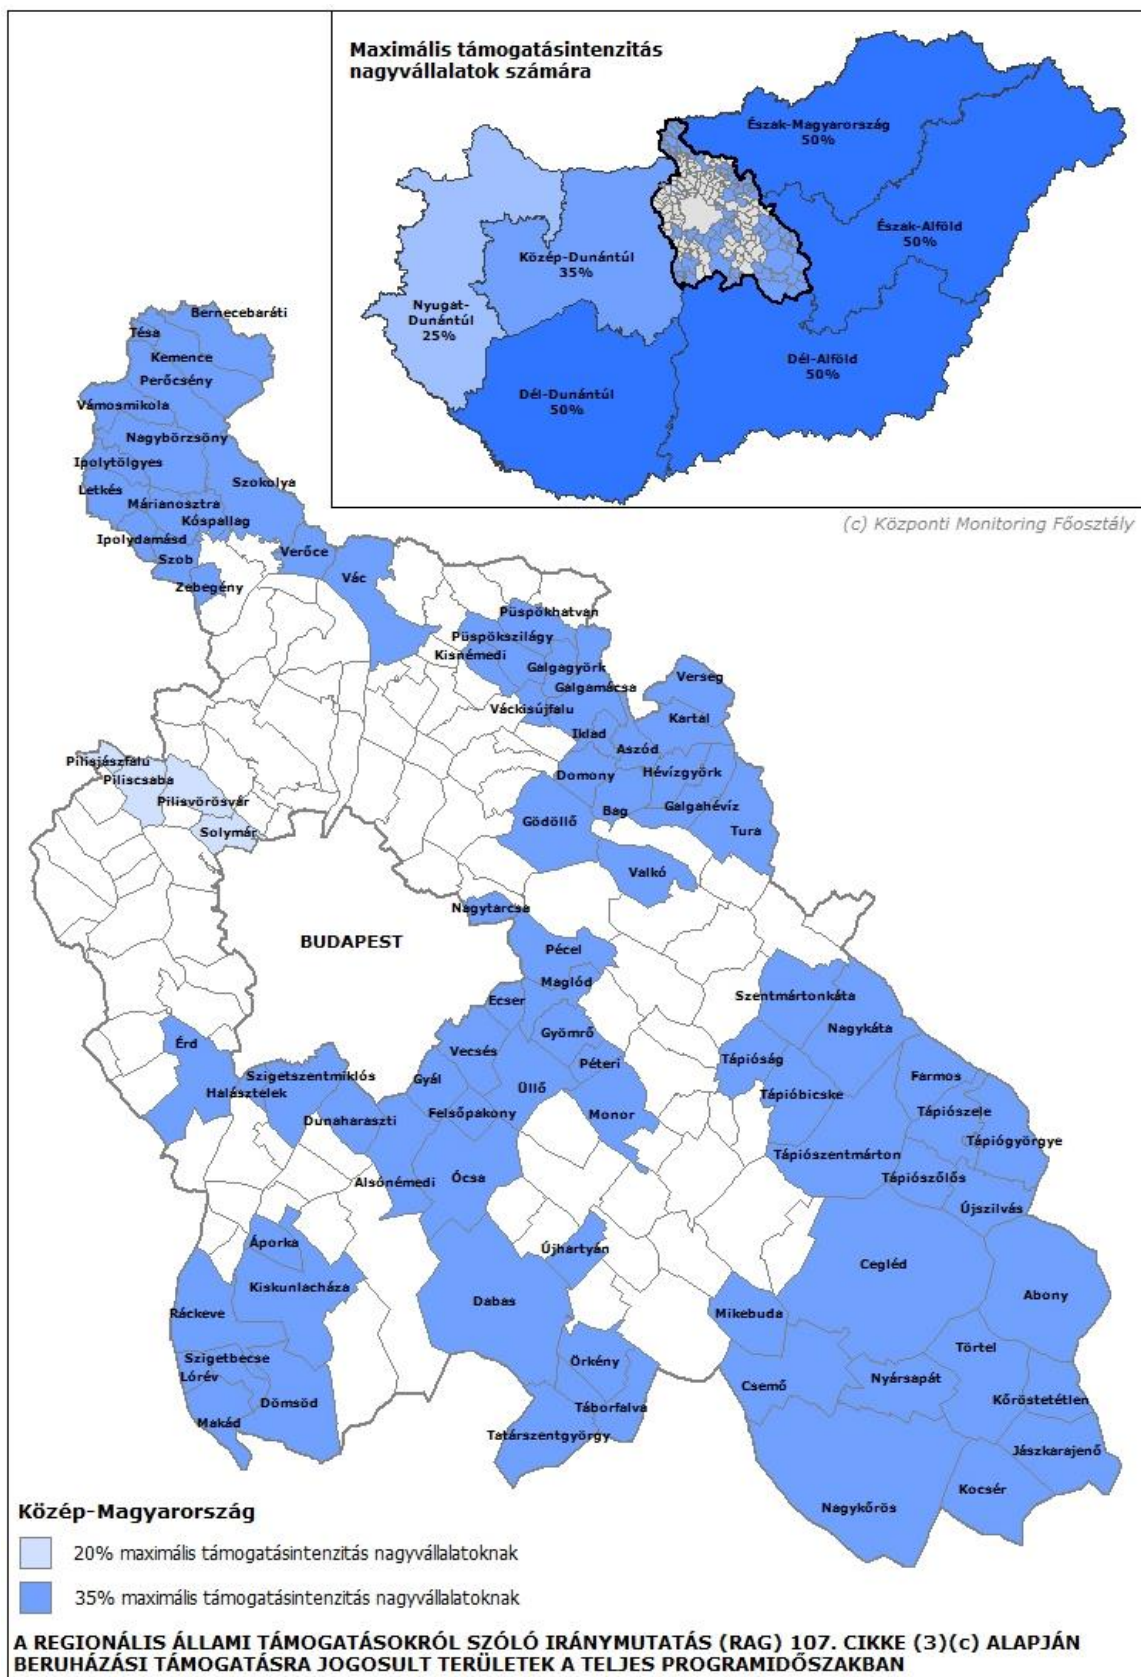 Maximális támogatásintenzitás
nagyvállalatok számára
Észak-Magyarország
50%
Észak-Alföld
50%
Közép-Dunántúl
35%
Nyugat-
Dunántúl
25%
Dél-Alföld
50%
Dél-Dunántúl
50%
(c) Központi Monitoring Főosztály
Bernecebaráti
Tésa
Kemence
Perőcsény
Vámosmikola
Nagybörzsöny
Ipolytölgyes
Szokolya
Letkés
Márianosztra
Kóspallag
Ipolydamásd
Verőce
Szob
Vác
Zebegény
Püspökhatvan
Püspökszilágy
Kisnémedi
Galgagyörk
Verseg
Galgamácsa
Váckisújfalu
Kartal
Iklad
Aszód
Pilisjászfalu
Piliscsaba
Domony
Hévízgyörk
Pilisvörösvár
Bag
Galgahévíz
Solymár
Gödöllő
Tura
Valkó
Nagytarcsa
BUDAPEST
Pécel
Maglód
Szentmártonkáta
Ecser
Nagykáta
Érd
Gyömrő
Vecsés
Péteri
Tápióság
Szigetszentmiklós
Gyál
Üllő
Farmos
Halásztelek
Tápióbicske
Dunaharaszti
Felsőpakony
Monor
Tápiószele
Tápiógyörgye
Tápiószentmárton
Alsónémedi
Ócsa
Tápiószőlős
Újszilvás
Áporka
Újhartyán
Cegléd
Kiskunlacháza
Abony
Dabas
Ráckeve
Mikebuda
Törtel
Szigetbecse
Örkény
Lórév
Nyársapát
Csemő
Dömsöd
Kőröstetétlen
Táborfalva
Makád
Tatárszentgyörgy
Jászkarajenő
Kocsér
Nagykőrös
Közép-Magyarország
20% maximális támogatásintenzitás nagyvállalatoknak
35% maximális támogatásintenzitás nagyvállalatoknak
A REGIONÁLIS ÁLLAMI TÁMOGATÁSOKRÓL SZÓLÓ IRÁNYMUTATÁS (RAG) 107. CIKKE (3)(c) ALAPJÁN
BERUHÁZÁSI TÁMOGATÁSRA JOGOSULT TERÜLETEK A TELJES PROGRAMIDŐSZAKBAN